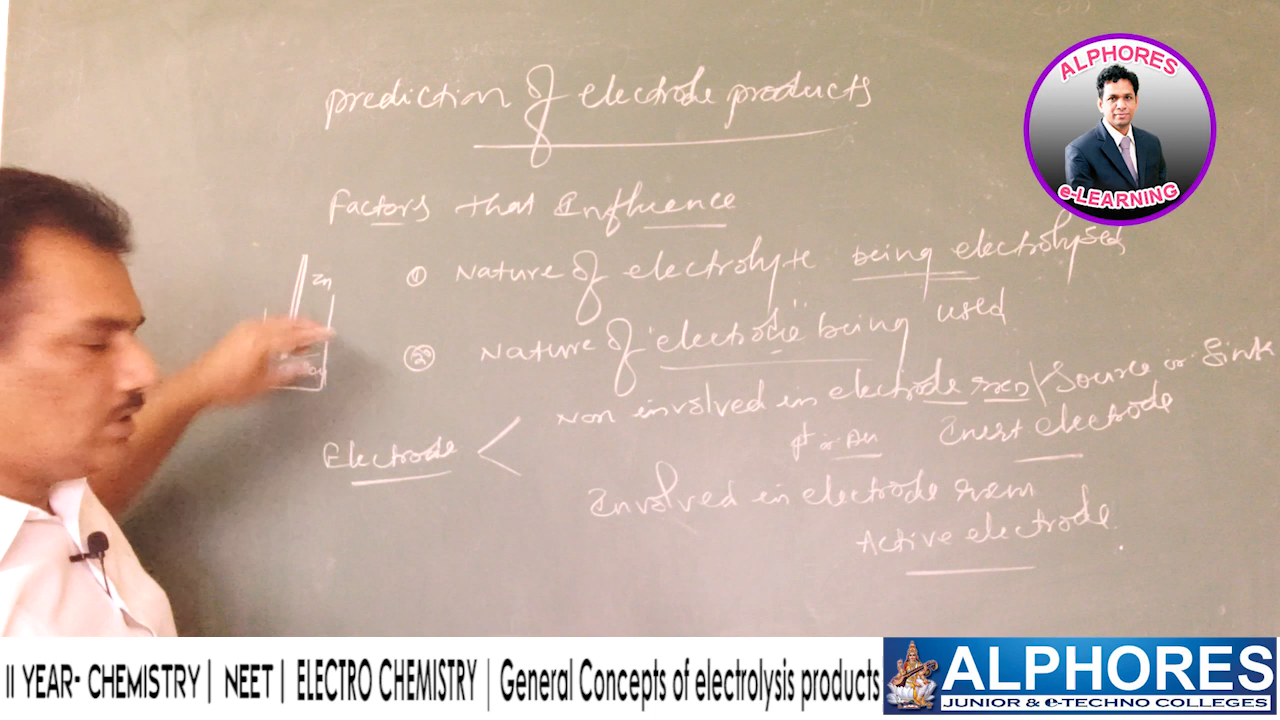 prediction of electrode products
Factors that Influence
① Nature of electrolyte being electrolysed
② Nature of "electrode" being used
Electrode
Non involved in electrode rxn / Source or Sink
pt or Au Inert electrode
Involved in electrode rxn
Active electrode
Zn
ALPHORES
e-LEARNING
II YEAR- CHEMISTRY | NEET | ELECTRO CHEMISTRY | General Concepts of electrolysis products
ALPHORES
JUNIOR & e-TECHNO COLLEGES